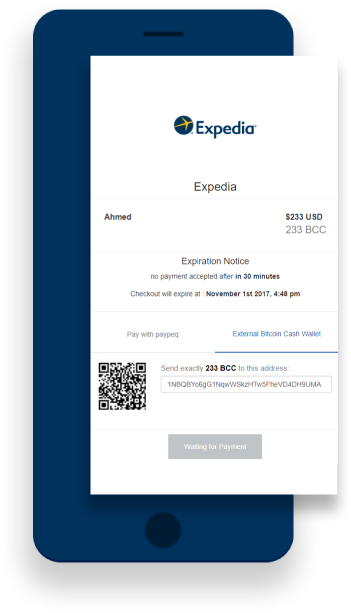 Expedia
Expedia
Ahmed $233 USD
233 BCC
Expiration Notice
no payment accepted after in 30 minutes
Checkout will expire at : November 1st 2017, 4:48 pm
Pay with paypeq External Bitcoin Cash Wallet
Send exactly 233 BCC to this address:
1NBQBYo6gG1NqwWSkzHTw5FheVD4DH9UMA
Waiting for Payment